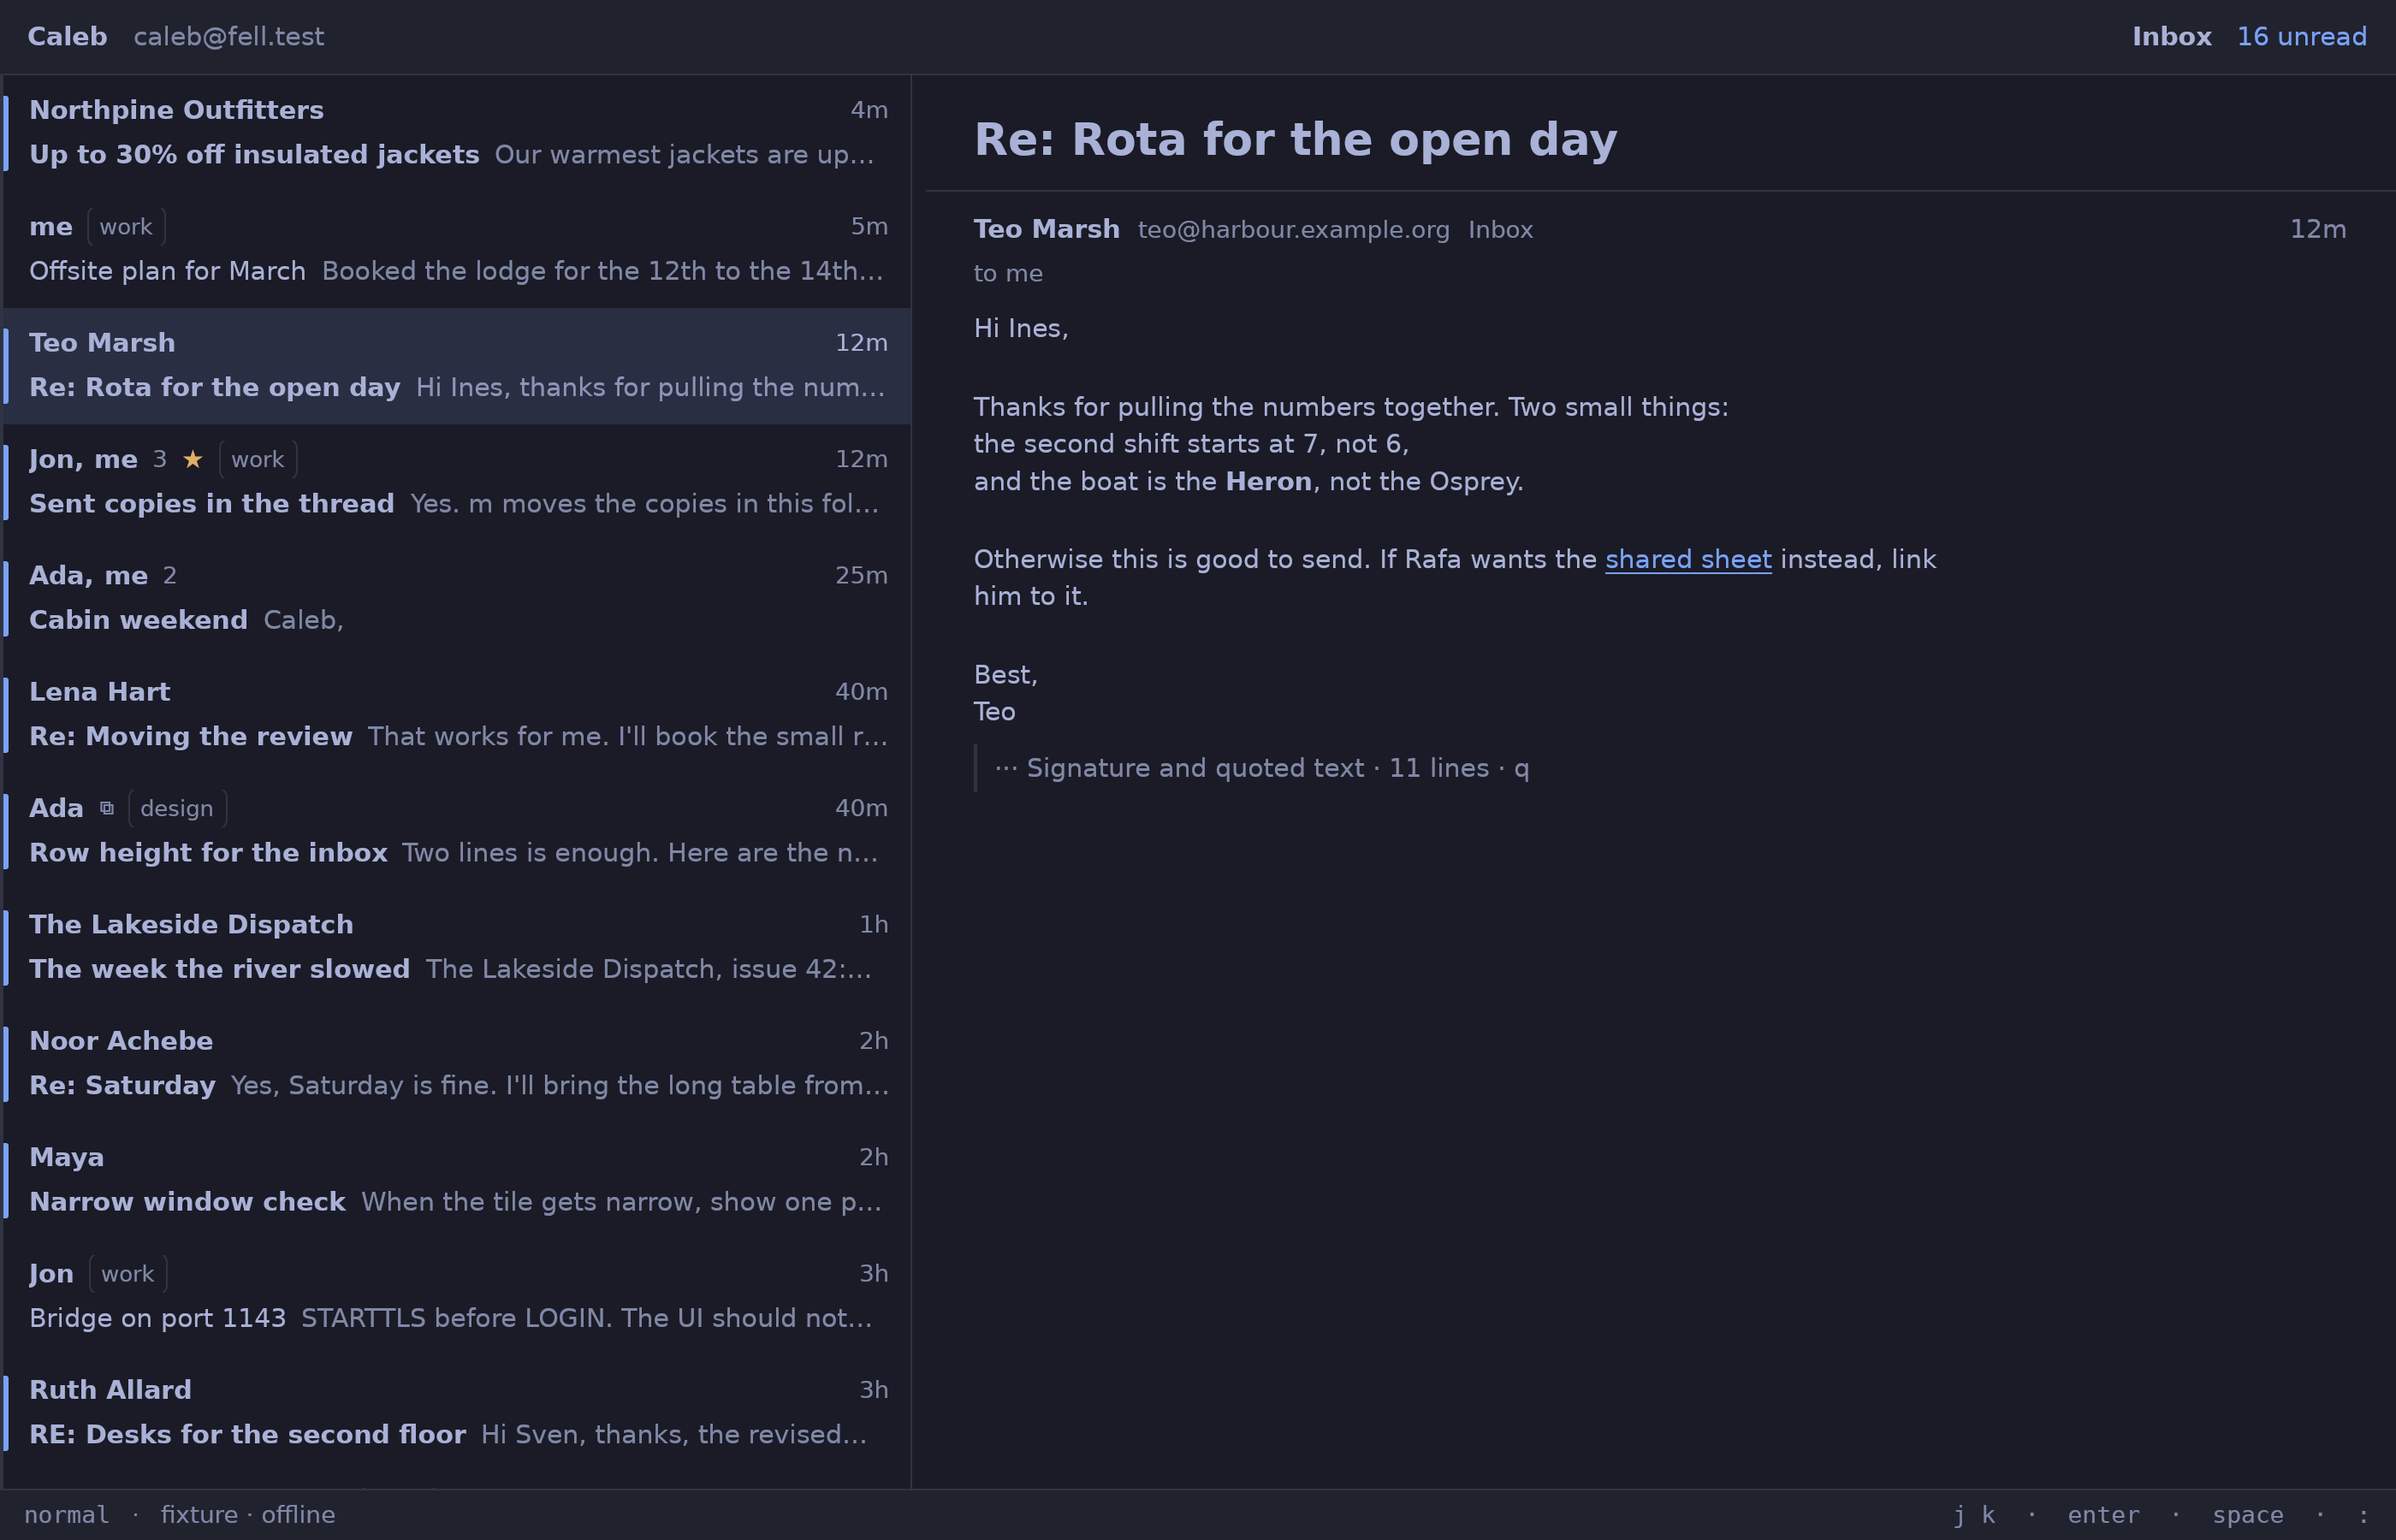 Caleb caleb@fell.test
Inbox 16 unread
Northpine Outfitters 4m
Up to 30% off insulated jackets Our warmest jackets are up…
me work 5m
Offsite plan for March Booked the lodge for the 12th to the 14th…
Teo Marsh 12m
Re: Rota for the open day Hi Ines, thanks for pulling the num…
Jon, me 3 ★ work 12m
Sent copies in the thread Yes. m moves the copies in this fol…
Ada, me 2 25m
Cabin weekend Caleb,
Lena Hart 40m
Re: Moving the review That works for me. I'll book the small r…
Ada ⧉ design 40m
Row height for the inbox Two lines is enough. Here are the n…
The Lakeside Dispatch 1h
The week the river slowed The Lakeside Dispatch, issue 42:…
Noor Achebe 2h
Re: Saturday Yes, Saturday is fine. I'll bring the long table from…
Maya 2h
Narrow window check When the tile gets narrow, show one p…
Jon work 3h
Bridge on port 1143 STARTTLS before LOGIN. The UI should not…
Ruth Allard 3h
RE: Desks for the second floor Hi Sven, thanks, the revised…
Re: Rota for the open day
Teo Marsh teo@harbour.example.org Inbox 12m
to me
Hi Ines,
Thanks for pulling the numbers together. Two small things:
the second shift starts at 7, not 6,
and the boat is the Heron, not the Osprey.
Otherwise this is good to send. If Rafa wants the shared sheet instead, link
him to it.
Best,
Teo
··· Signature and quoted text · 11 lines · q
normal · fixture · offline
j k · enter · space · :